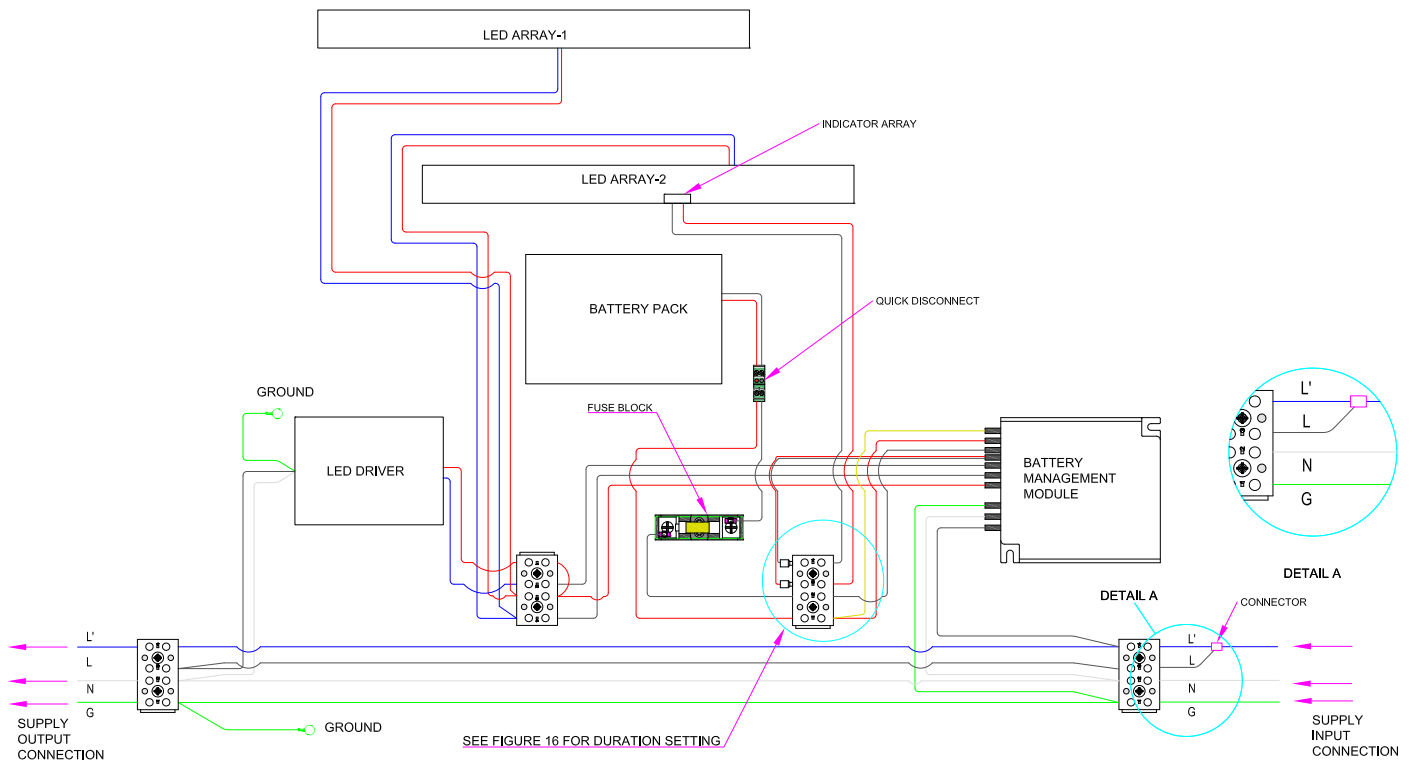 LED ARRAY-1
INDICATOR ARRAY
LED ARRAY-2
BATTERY PACK
QUICK DISCONNECT
GROUND
FUSE BLOCK
LED DRIVER
BATTERY
MANAGEMENT
MODULE
L'
L
N
G
DETAIL A
DETAIL A
CONNECTOR
L'
L
N
G
L'
L
N
G
SUPPLY
OUTPUT
CONNECTION
GROUND
SEE FIGURE 16 FOR DURATION SETTING
SUPPLY
INPUT
CONNECTION